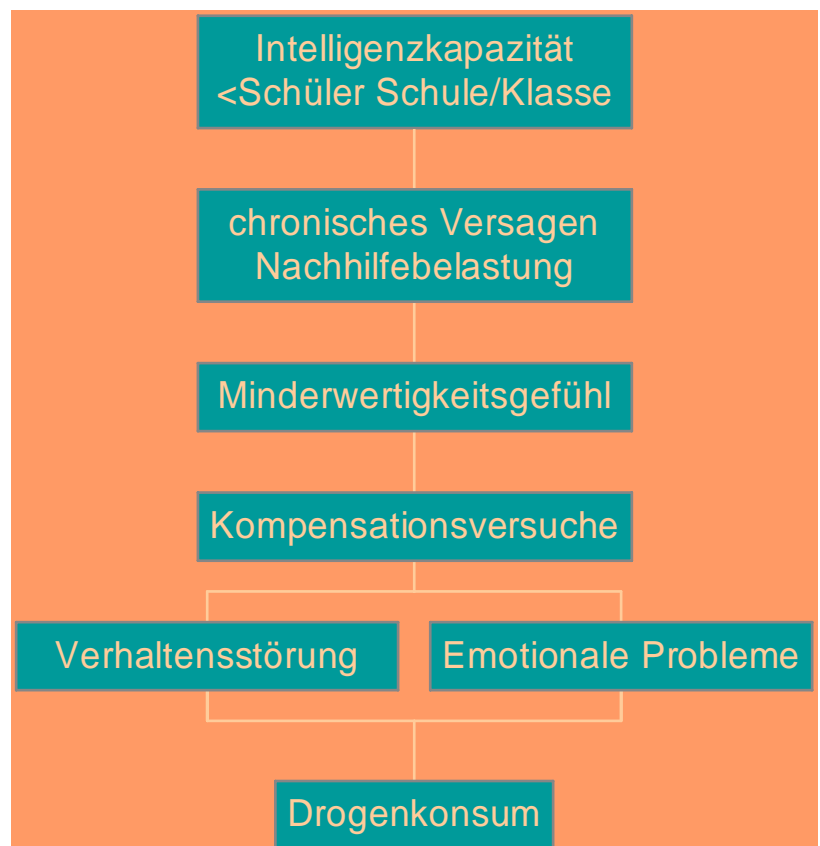 Intelligenzkapazität
<Schüler Schule/Klasse
chronisches Versagen
Nachhilfebelastung
Minderwertigkeitsgefühl
Kompensationsversuche
Verhaltensstörung
Emotionale Probleme
Drogenkonsum